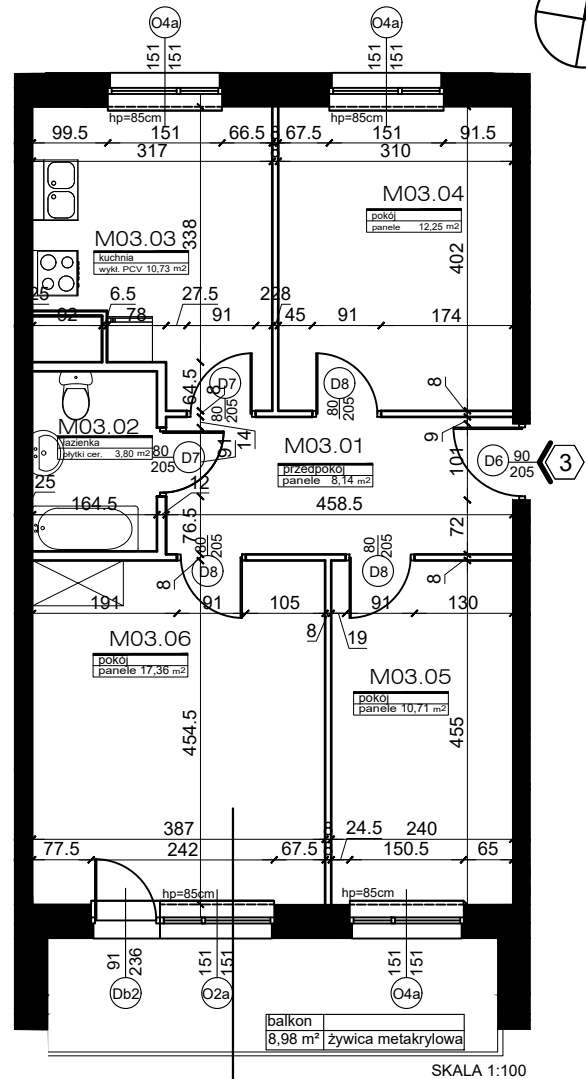 O4a O4a
151 151 151 151
hp=85cm hp=85cm
99.5 151 66.5 8 67.5 151 91.5
317 310
M03.04
pokój
panele 12,25 m2
M03.03
kuchnia
wykł. PCV 10,73 m2
338 402
25 6.5 27.5 228
92 78 91 45 91 174
64.5 8 D7 D8 8
80 205 80 205
M03.02
łazienka
płytki cer. 3,80 m2
80 D7 91 14
205
M03.01
przedpokój
panele 8,14 m2
9 101 D6 90 3
205
25 12
164.5 458.5
76.5 80 205 80 205 72
8 D8 D8 8
191 91 105 91 130
8 19
M03.06
pokój
panele 17,36 m2
M03.05
pokój
panele 10,71 m2
454.5 455
387 8 24.5 240
77.5 242 67.5 8 150.5 65
hp=85cm hp=85cm
91 236 151 151 151 151
Db2 O2a O4a
balkon
8,98 m² żywica metakrylowa
SKALA 1:100